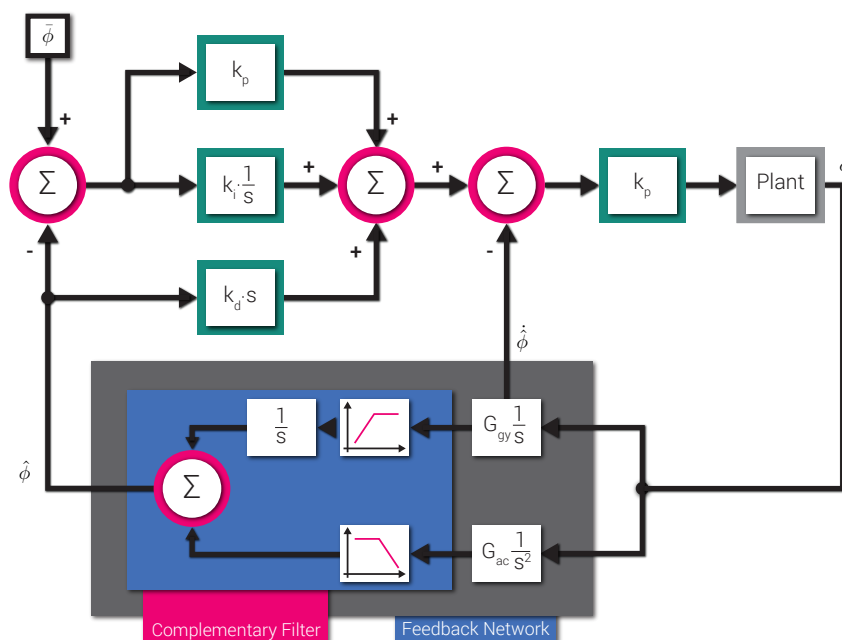 φ̄
k_p
+
+
Σ
k_i·1/s
+
Σ
+
Σ
k_p
Plant
-
+
-
k_d·s
φ̂̇
1/s
G_gy 1/s
φ̂
Σ
G_ac 1/s²
Complementary Filter
Feedback Network